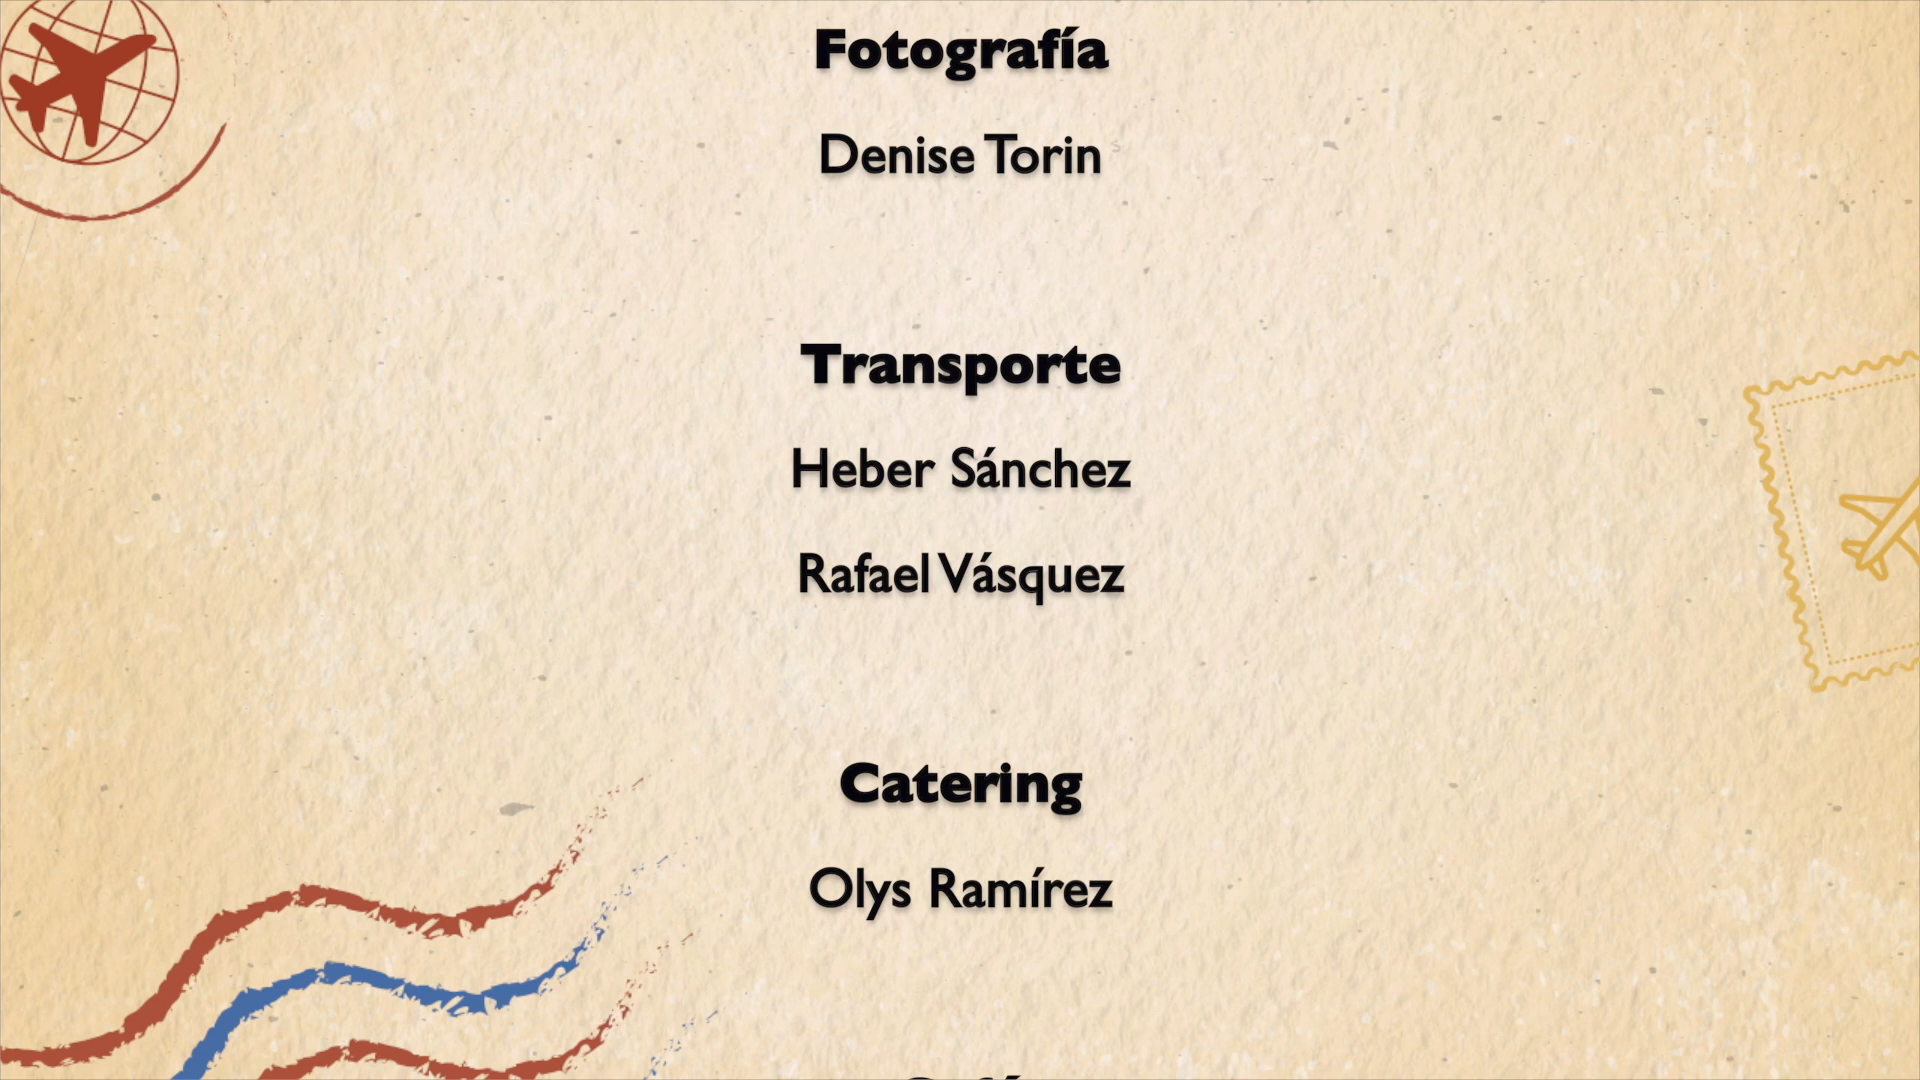 Fotografía
Denise Torin
Transporte
Heber Sánchez
Rafael Vásquez
Catering
Olys Ramírez